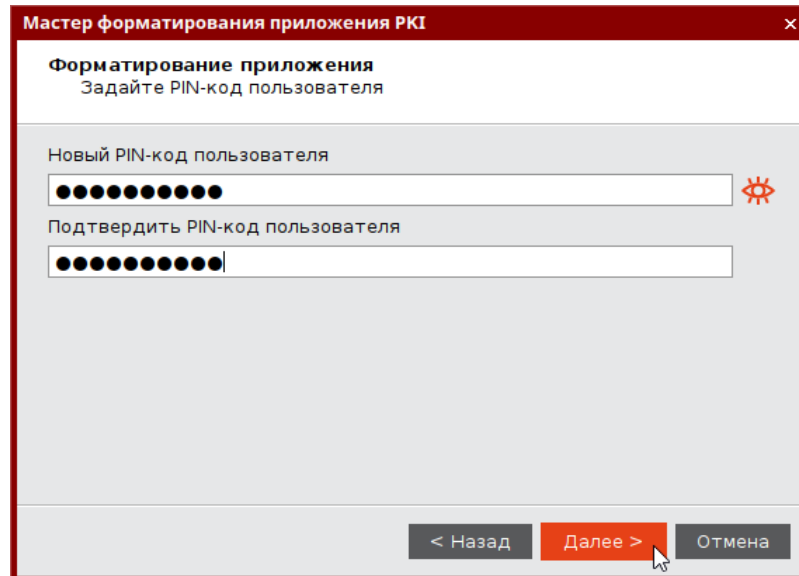 Мастер форматирования приложения PKI
Форматирование приложения
Задайте PIN-код пользователя
Новый PIN-код пользователя
●●●●●●●●●●
Подтвердить PIN-код пользователя
●●●●●●●●●●
< Назад
Далее >
Отмена